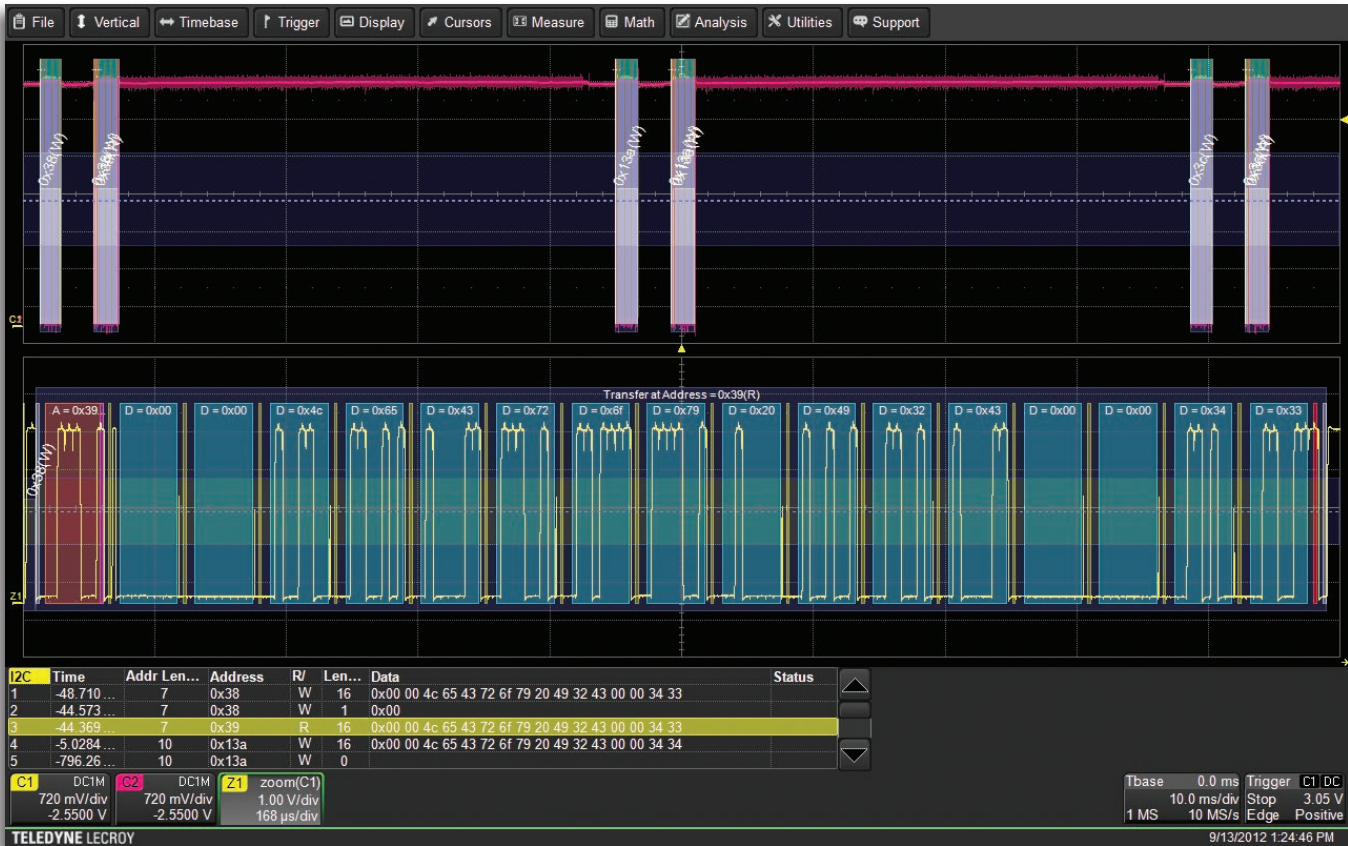 File Vertical Timebase Trigger Display Cursors Measure Math Analysis Utilities Support
0x38(W)
0x13a(W)
0x3c(W)
C1
Transfer at Address =0x39(R)
A = 0x39... D = 0x00 D = 0x00 D = 0x4c D = 0x65 D = 0x43 D = 0x72 D = 0x6f D = 0x79 D = 0x20 D = 0x49 D = 0x32 D = 0x43 D = 0x00 D = 0x00 D = 0x34 D = 0x33
0x38(W)
Z1
I2C Time Addr Len... Address R/ Len... Data Status
1 -48.710 ... 7 0x38 W 16 0x00 00 4c 65 43 72 6f 79 20 49 32 43 00 00 34 33
2 -44.573 ... 7 0x38 W 1 0x00
3 -44.369... 7 0x39 R 16 0x00 00 4c 65 43 72 6f 79 20 49 32 43 00 00 34 33
4 -5.0284 ... 10 0x13a W 16 0x00 00 4c 65 43 72 6f 79 20 49 32 43 00 00 34 34
5 -796.26 ... 10 0x13a W 0
C1 DC1M C2 DC1M Z1 zoom(C1) Tbase 0.0 ms Trigger C1 DC
720 mV/div 720 mV/div 1.00 V/div 10.0 ms/div Stop 3.05 V
-2.5500 V -2.5500 V 168 µs/div 1 MS 10 MS/s Edge Positive
TELEDYNE LECROY 9/13/2012 1:24:46 PM